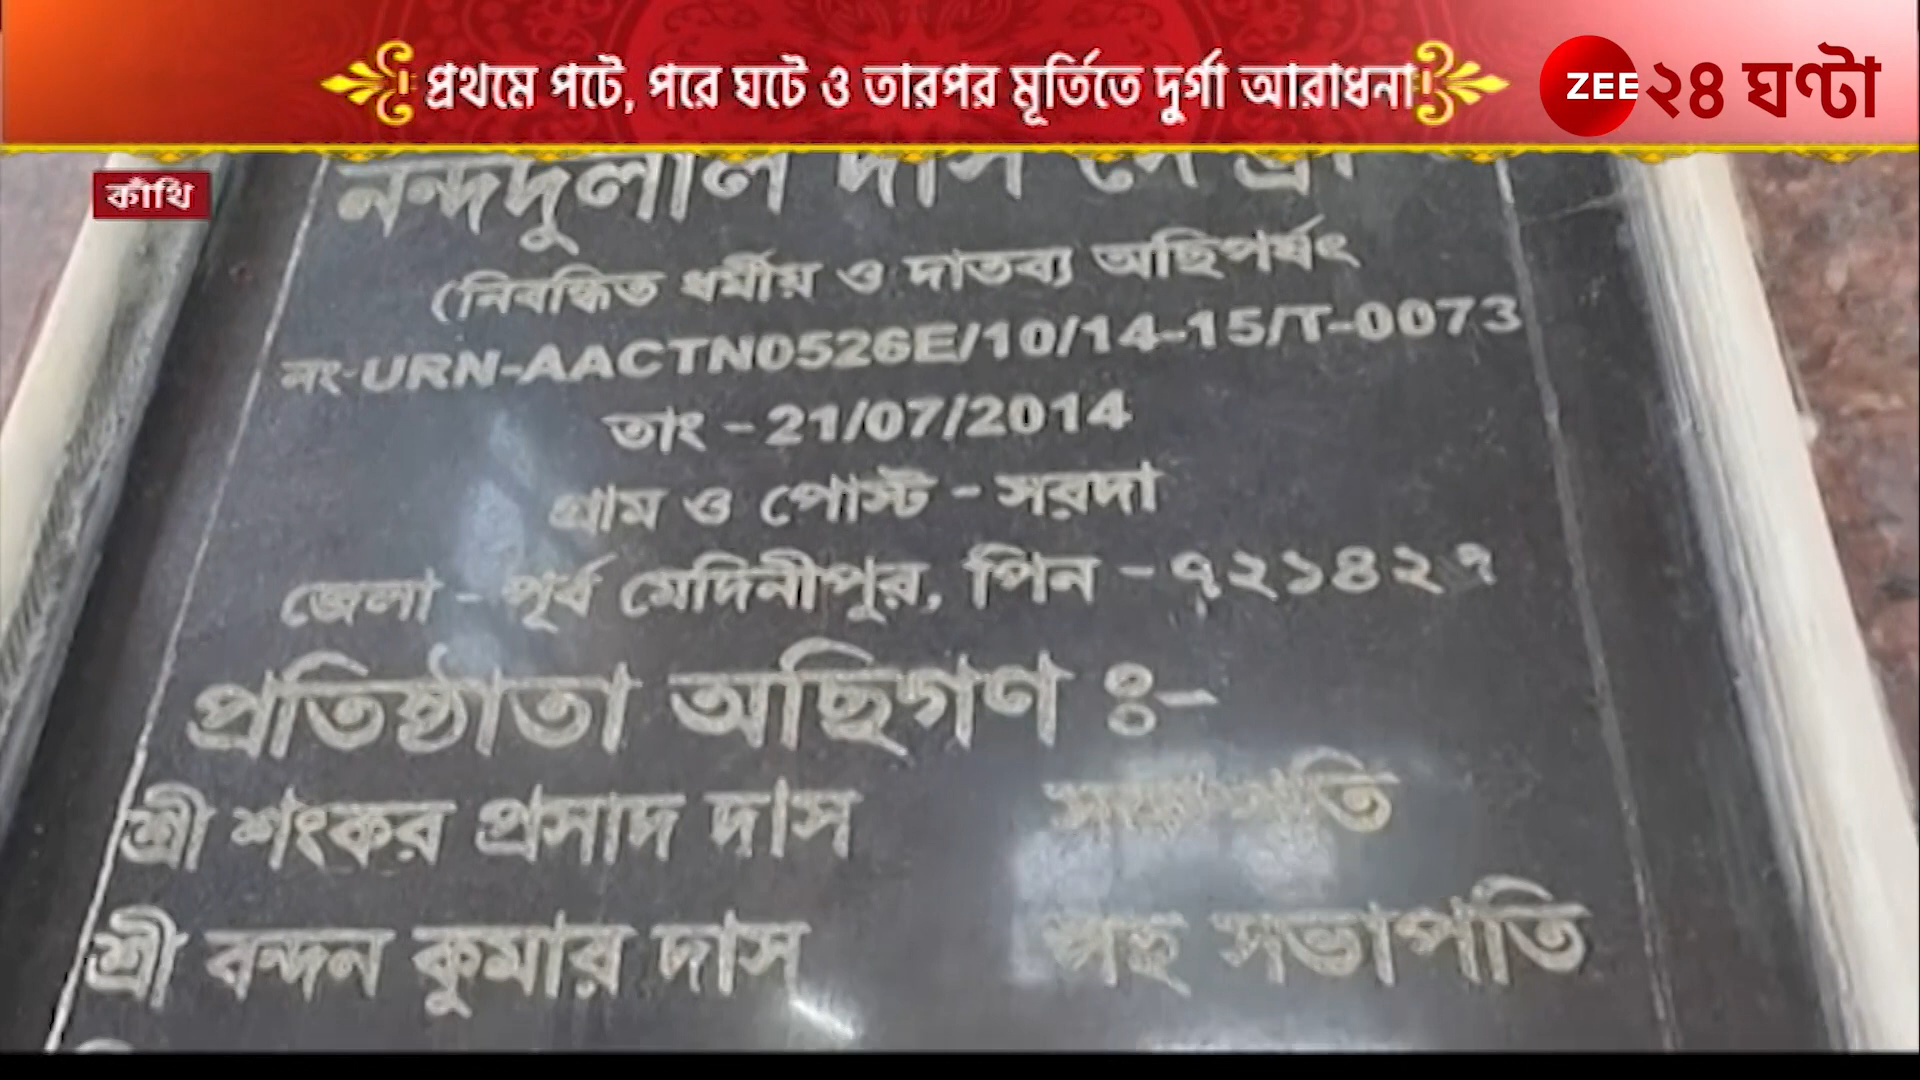 প্রথমে পটে, পরে ঘটে ও তারপর মূর্তিতে দুর্গা আরাধনা!
ZEE ২৪ ঘণ্টা
কাঁথি
নন্দদুলাল দাস দে
(নিবন্ধিত ধর্মীয় ও দাতব্য অছিপর্ষৎ
নং-URN-AACTN0526E/10/14-15/T-0073
তাং - 21/07/2014
গ্রাম ও পোস্ট - সরদা
জেলা - পূর্ব মেদিনীপুর, পিন - ৭২১৪২৭
প্রতিষ্ঠাতা অছিগণ ঃ-
শ্রী শংকর প্রসাদ দাস সভাপতি
শ্রী বন্দন কুমার দাস সহ সভাপতি